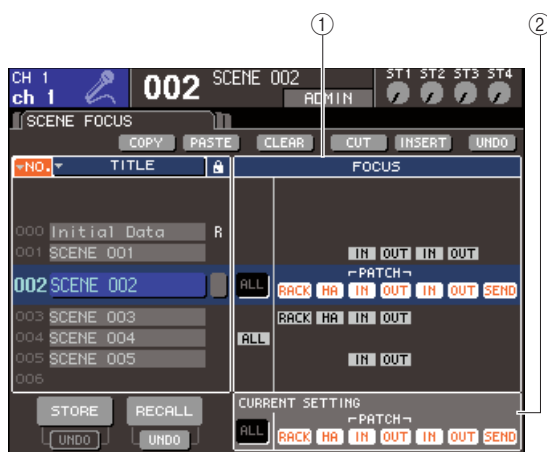 ① ②
CH 1
ch 1
002 SCENE 002
ADMIN
ST1 ST2 ST3 ST4
SCENE FOCUS
COPY PASTE CLEAR CUT INSERT UNDO
NO. TITLE FOCUS
000 Initial Data R
001 SCENE 001 IN OUT IN OUT
PATCH
002 SCENE 002 ALL RACK HA IN OUT IN OUT SEND
003 SCENE 003 RACK HA IN OUT
004 SCENE 004 ALL
005 SCENE 005 IN OUT
006
STORE RECALL
UNDO UNDO
CURRENT SETTING
PATCH
ALL RACK HA IN OUT IN OUT SEND